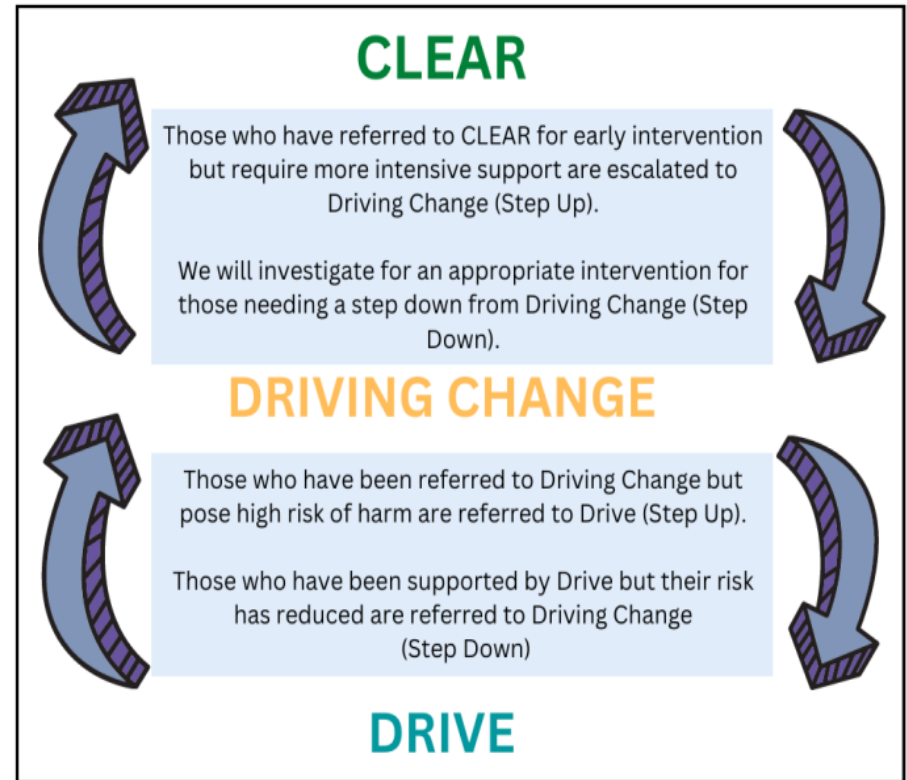 CLEAR
Those who have referred to CLEAR for early intervention
but require more intensive support are escalated to
Driving Change (Step Up).
We will investigate for an appropriate intervention for
those needing a step down from Driving Change (Step
Down).
DRIVING CHANGE
Those who have been referred to Driving Change but
pose high risk of harm are referred to Drive (Step Up).
Those who have been supported by Drive but their risk
has reduced are referred to Driving Change
(Step Down)
DRIVE